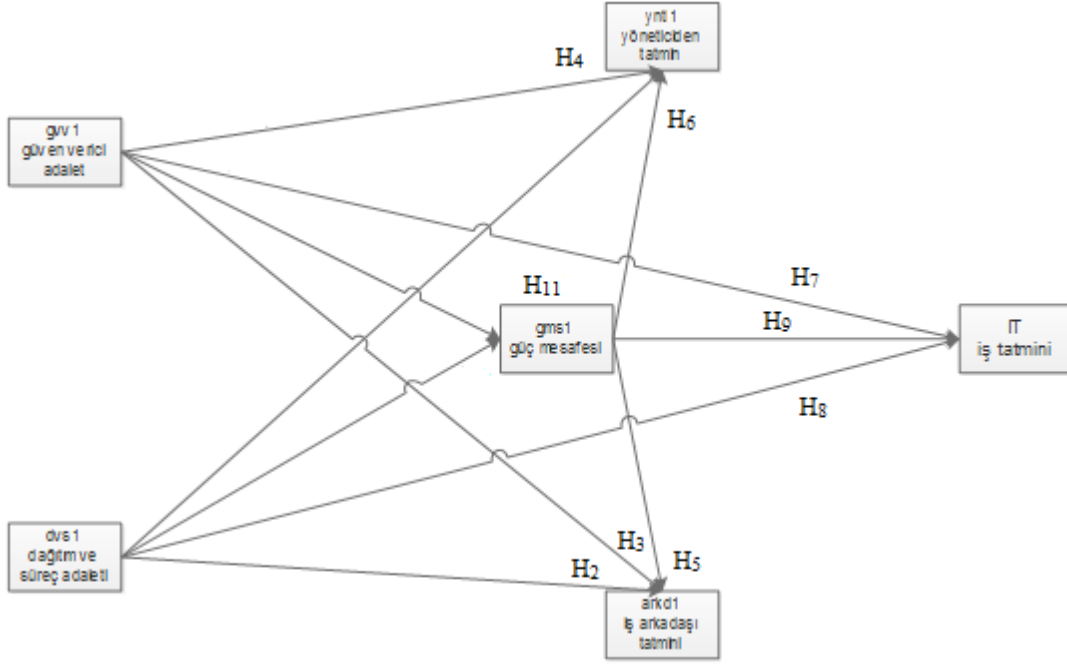 ynt1
yöneticiden
tatmin
H4
H6
gvv1
güven verici
adalet
H11
H7
gms1
güç mesafesi
H9
IT
iş tatmini
H8
dvs1
dağıtım ve
süreç adaleti
H3
H2
H5
arkd1
iş arkadaşı
tatmini